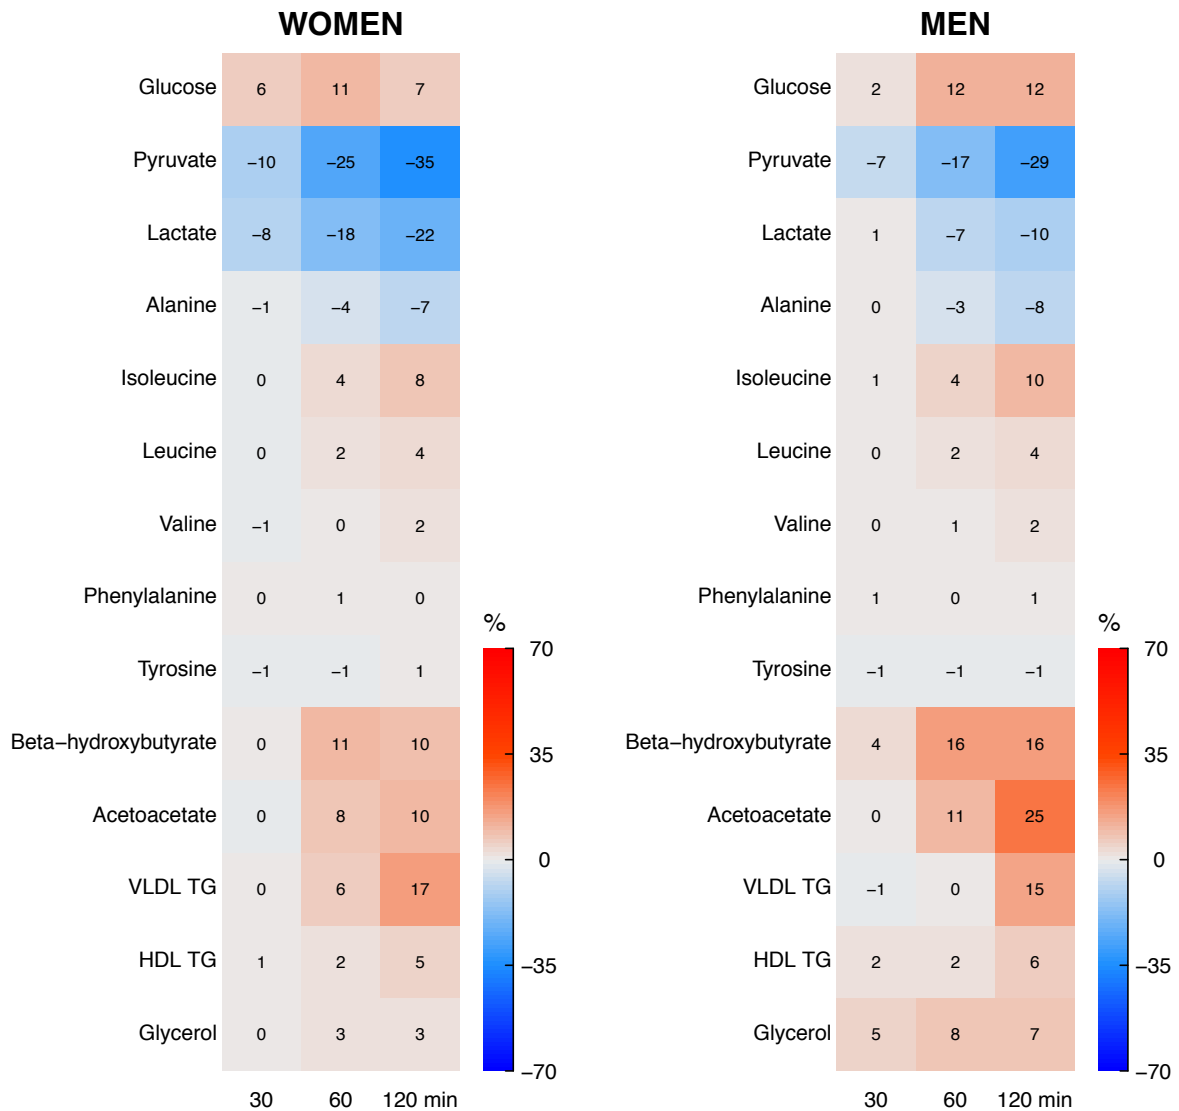 WOMEN
Glucose 6 11 7
Pyruvate −10 −25 −35
Lactate −8 −18 −22
Alanine −1 −4 −7
Isoleucine 0 4 8
Leucine 0 2 4
Valine −1 0 2
Phenylalanine 0 1 0
Tyrosine −1 −1 1
Beta−hydroxybutyrate 0 11 10
Acetoacetate 0 8 10
VLDL TG 0 6 17
HDL TG 1 2 5
Glycerol 0 3 3
30 60 120 min
%
70
35
0
−35
−70
MEN
Glucose 2 12 12
Pyruvate −7 −17 −29
Lactate 1 −7 −10
Alanine 0 −3 −8
Isoleucine 1 4 10
Leucine 0 2 4
Valine 0 1 2
Phenylalanine 1 0 1
Tyrosine −1 −1 −1
Beta−hydroxybutyrate 4 16 16
Acetoacetate 0 11 25
VLDL TG −1 0 15
HDL TG 2 2 6
Glycerol 5 8 7
30 60 120 min
%
70
35
0
−35
−70